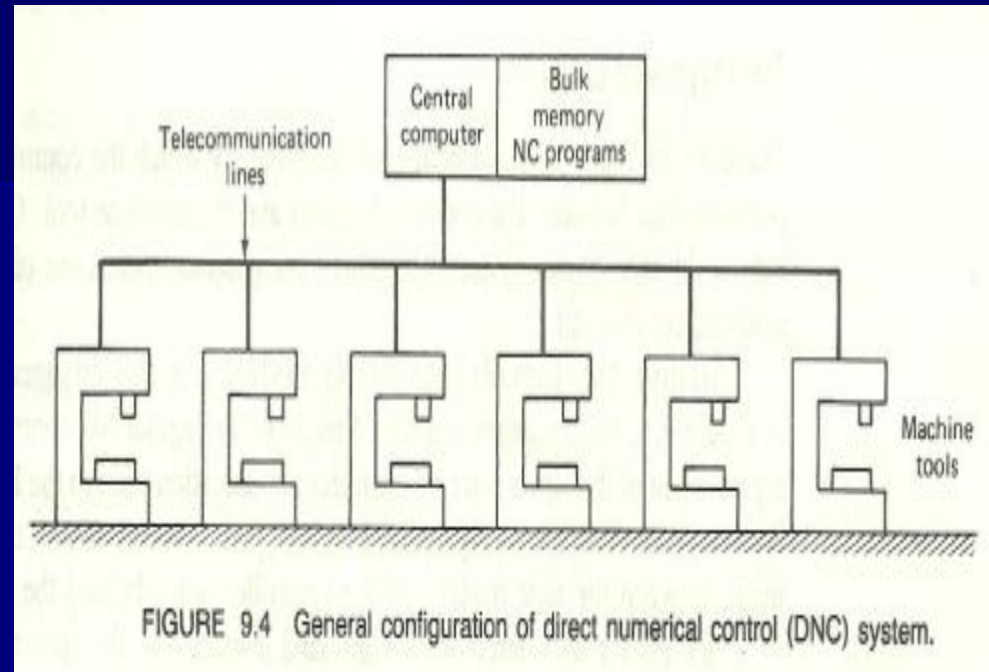 Central
computer
Bulk
memory
NC programs
Telecommunication
lines
Machine
tools
FIGURE 9.4 General configuration of direct numerical control (DNC) system.